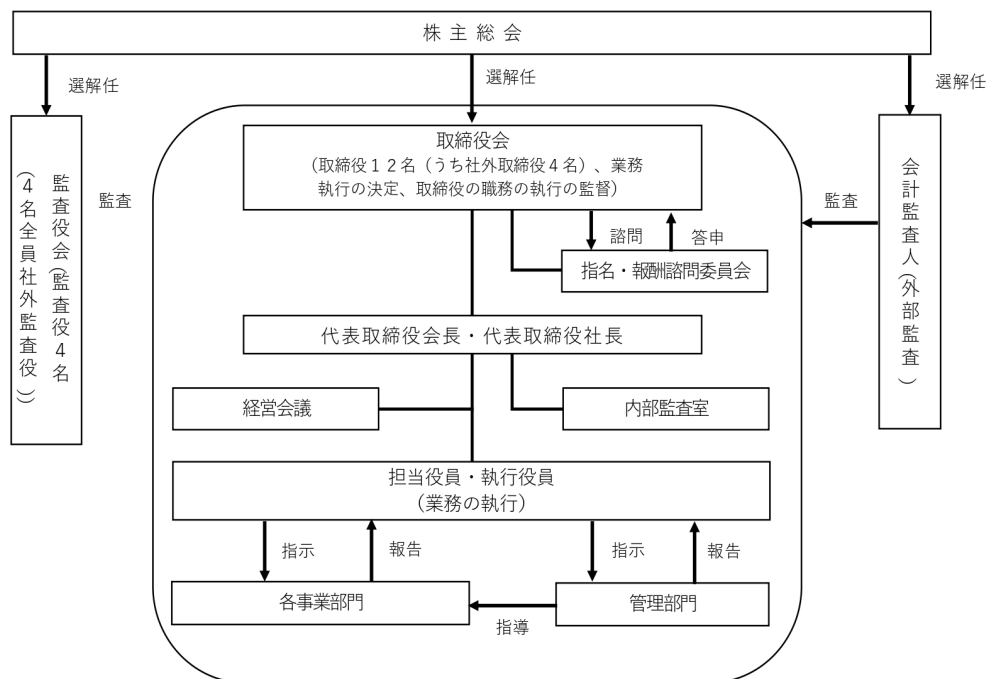 株主総会
選解任
選解任
選解任
監査役会(監査役4名
(4名全員社外監査役))
監査
取締役会
(取締役12名(うち社外取締役4名)、業務
執行の決定、取締役の職務の執行の監督)
諮問
答申
指名・報酬諮問委員会
監査
会計監査人(外部監査)
代表取締役会長・代表取締役社長
経営会議
内部監査室
担当役員・執行役員
(業務の執行)
指示
報告
指示
報告
各事業部門
管理部門
指導